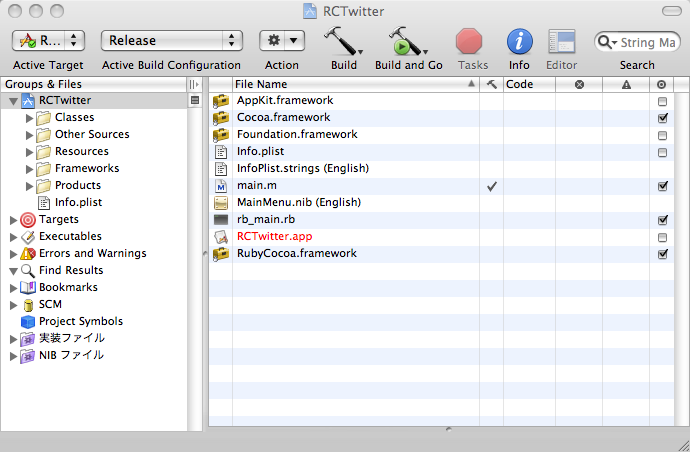 RCTwitter
R...
Release
Active Target
Active Build Configuration
Action
Build
Build and Go
Tasks
Info
Editor
String Ma
Search
Groups & Files
File Name
Code
RCTwitter
Classes
Other Sources
Resources
Frameworks
Products
Info.plist
Targets
Executables
Errors and Warnings
Find Results
Bookmarks
SCM
Project Symbols
実装ファイル
NIB ファイル
AppKit.framework
Cocoa.framework
Foundation.framework
Info.plist
InfoPlist.strings (English)
main.m
MainMenu.nib (English)
rb_main.rb
RCTwitter.app
RubyCocoa.framework